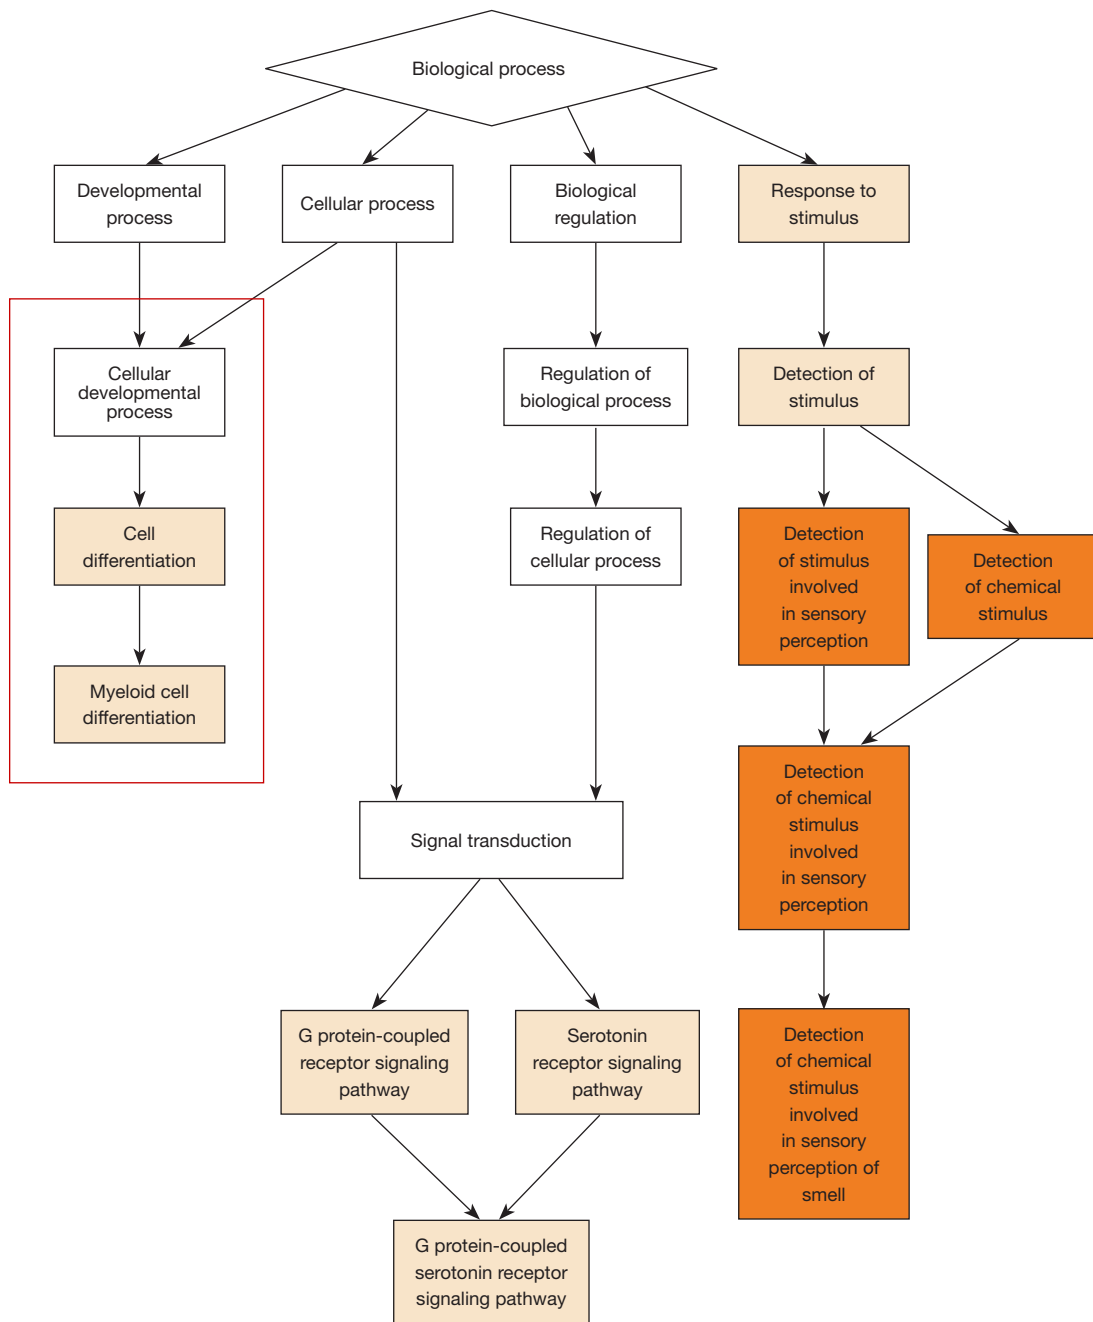 Biological process
Developmental
process
Cellular process
Biological
regulation
Response to
stimulus
Cellular
developmental
process
Regulation of
biological process
Detection of
stimulus
Cell
differentiation
Regulation of
cellular process
Detection
of stimulus
involved
in sensory
perception
Detection
of chemical
stimulus
Myeloid cell
differentiation
Signal transduction
Detection
of chemical
stimulus
involved
in sensory
perception
G protein-coupled
receptor signaling
pathway
Serotonin
receptor signaling
pathway
Detection
of chemical
stimulus
involved
in sensory
perception of
smell
G protein-coupled
serotonin receptor
signaling pathway